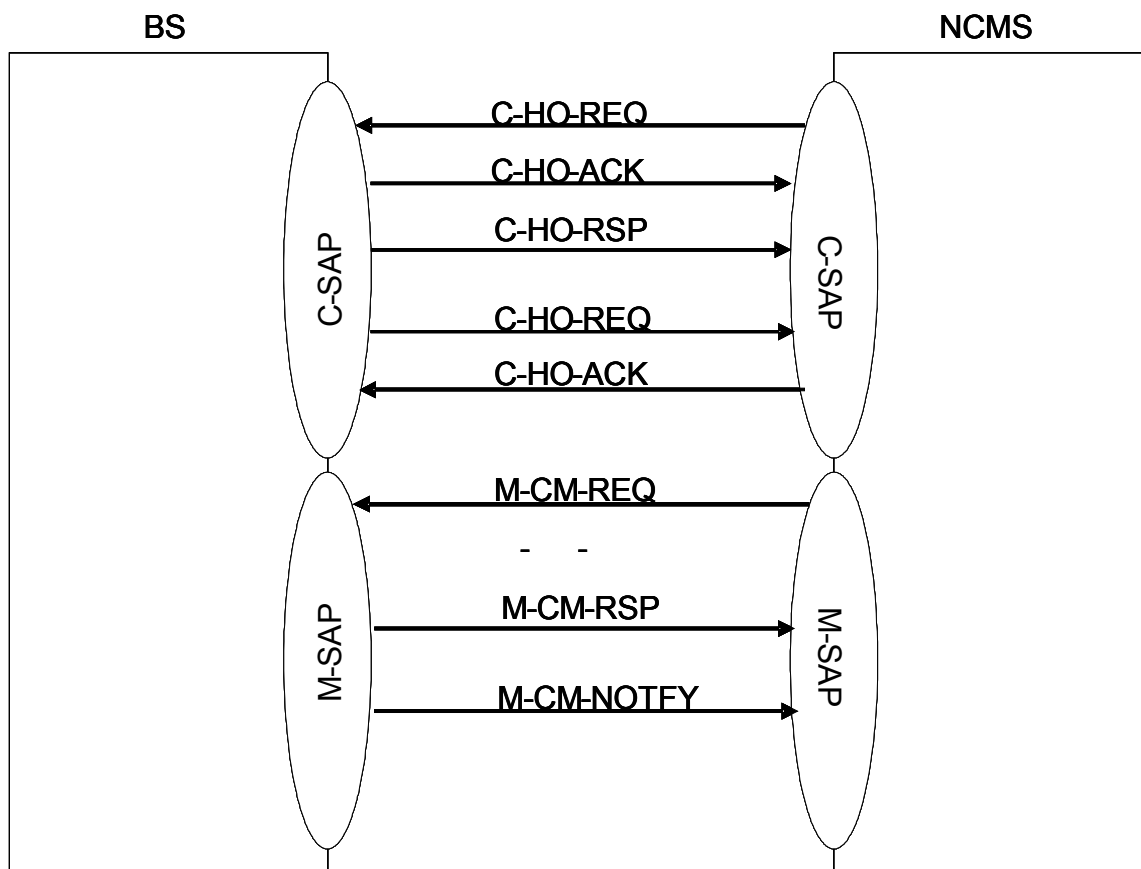 BS
NCMS
C-HO-REQ
C-HO-ACK
C-HO-RSP
C-HO-REQ
C-HO-ACK
C-SAP
C-SAP
M-CM-REQ
- -
M-CM-RSP
M-CM-NOTFY
M-SAP
M-SAP